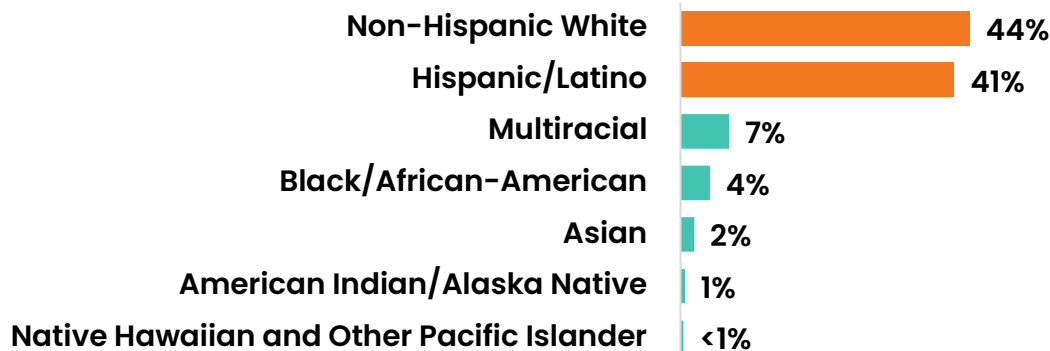 Non-Hispanic White 44%
Hispanic/Latino 41%
Multiracial 7%
Black/African-American 4%
Asian 2%
American Indian/Alaska Native 1%
Native Hawaiian and Other Pacific Islander <1%